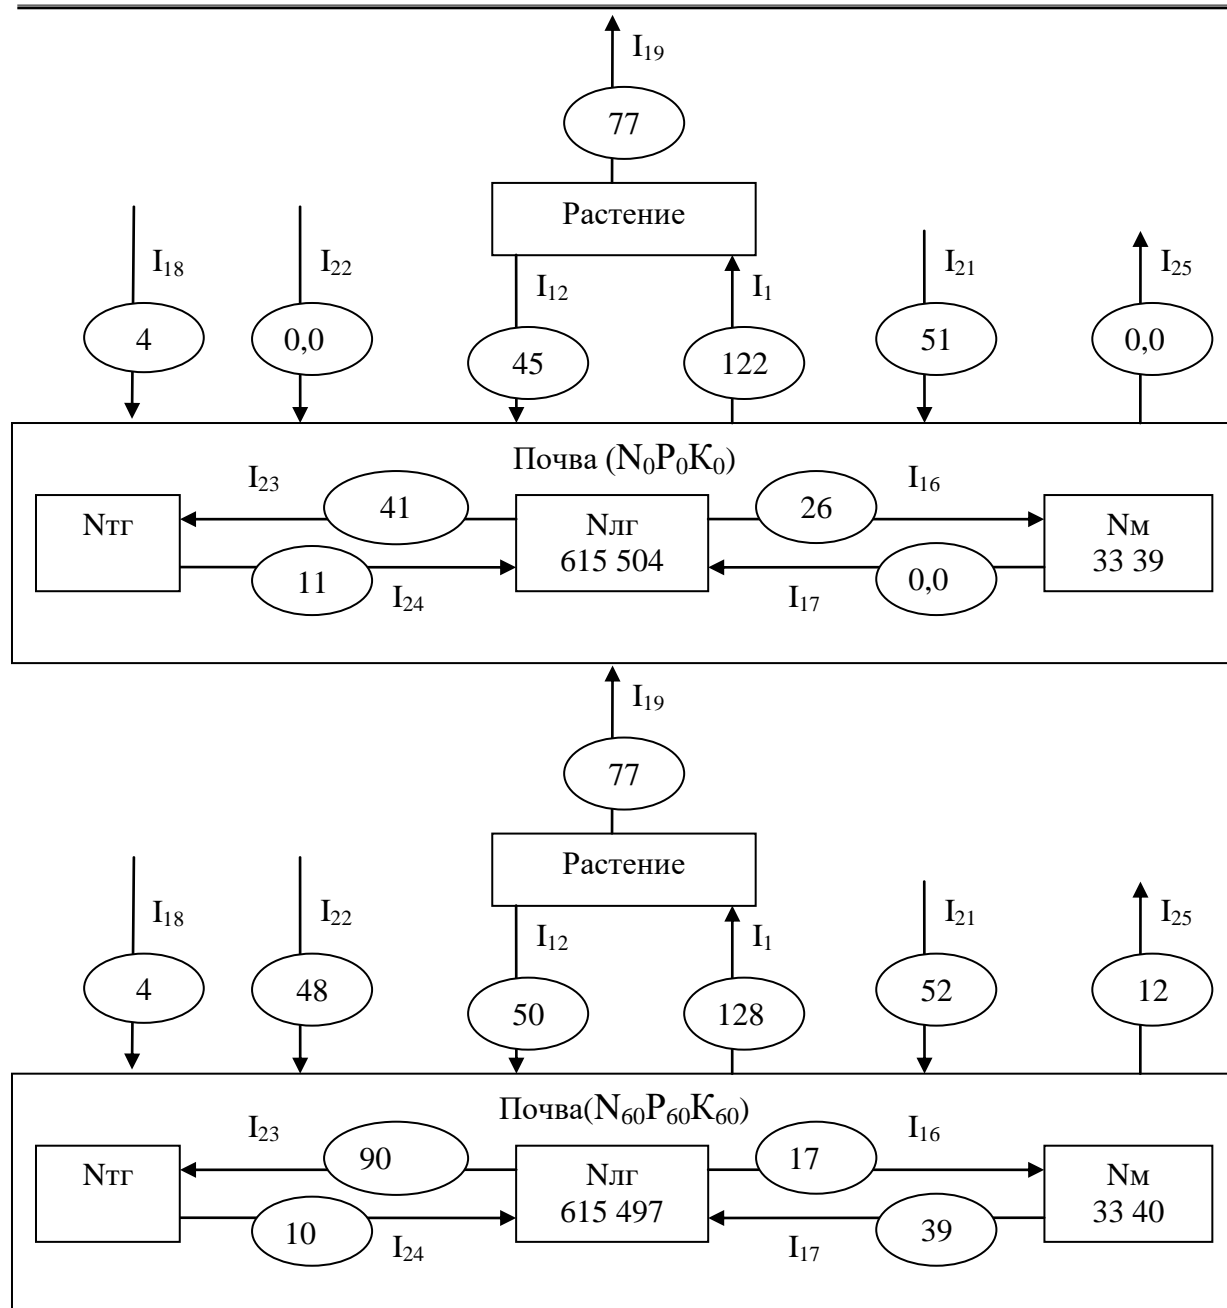 I19
77
Растение
I18
I22
I12
I1
I21
I25
4
0,0
45
122
51
0,0
Почва (N0P0K0)
I23
41
26
I16
Nтг
Nлг
615 504
Nм
33 39
11
I24
I17
0,0
I19
77
Растение
I18
I22
I12
I1
I21
I25
4
48
50
128
52
12
Почва(N60P60K60)
I23
90
17
I16
Nтг
Nлг
615 497
Nм
33 40
10
I24
I17
39